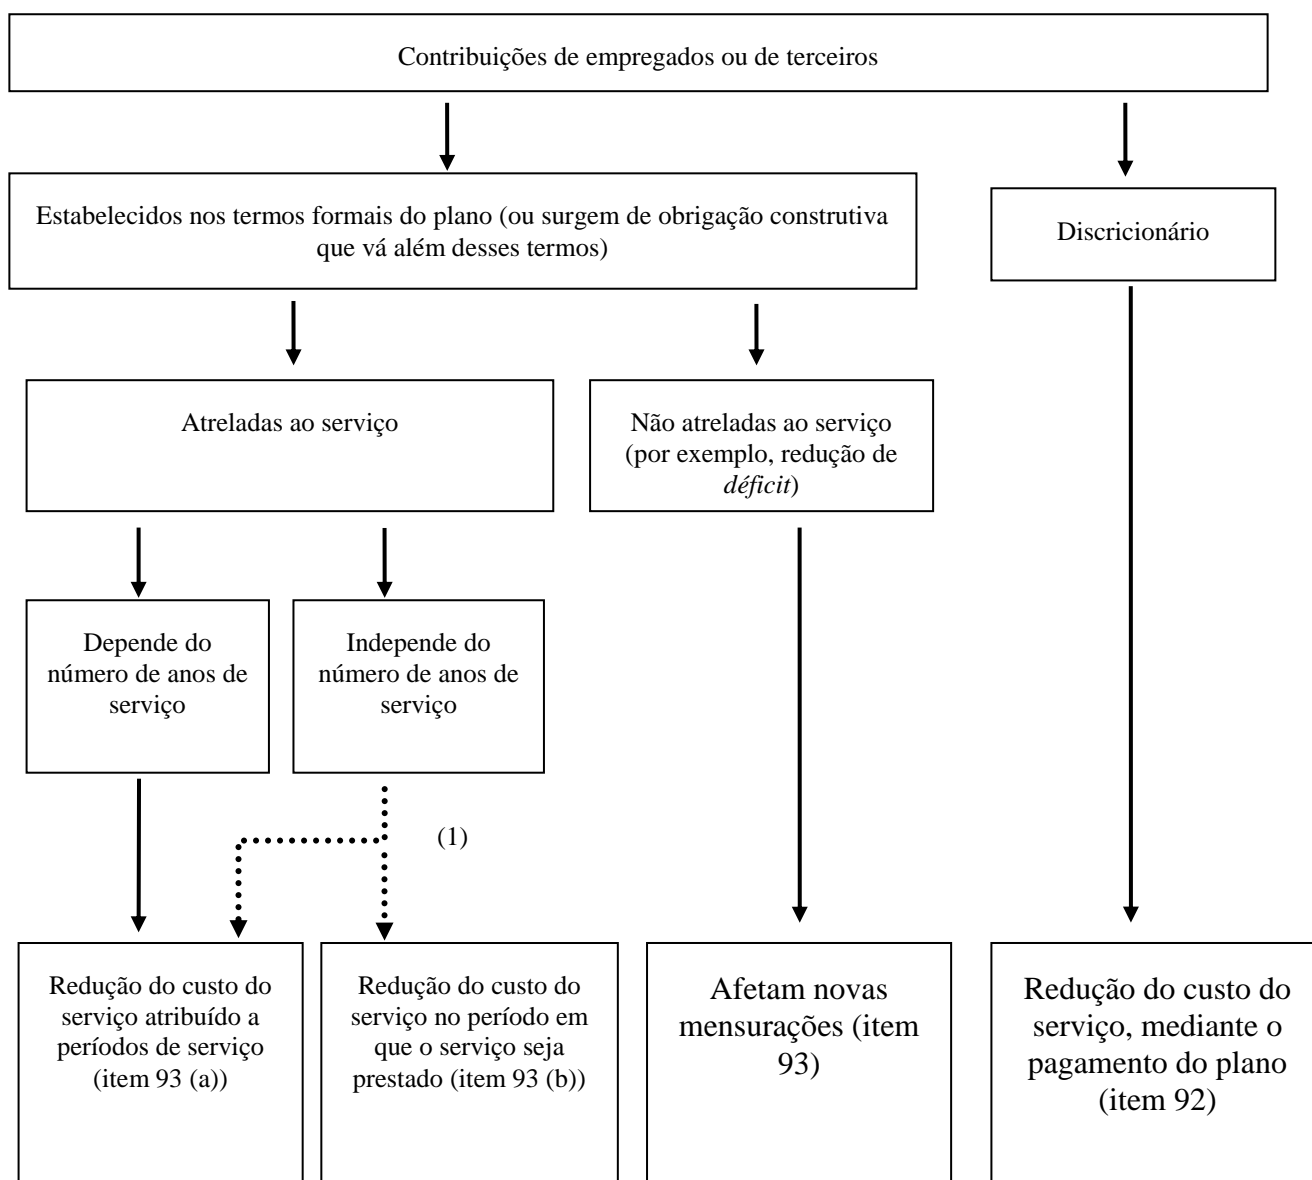 Contribuições de empregados ou de terceiros
Estabelecidos nos termos formais do plano (ou surgem de obrigação construtiva
que vá além desses termos)
Discricionário
Atreladas ao serviço
Não atreladas ao serviço
(por exemplo, redução de
déficit)
Depende do
número de anos de
serviço
Independe do
número de anos de
serviço
(1)
Redução do custo do
serviço atribuído a
períodos de serviço
(item 93 (a))
Redução do custo do
serviço no período em
que o serviço seja
prestado (item 93 (b))
Afetam novas
mensurações (item
93)
Redução do custo do
serviço, mediante o
pagamento do plano
(item 92)